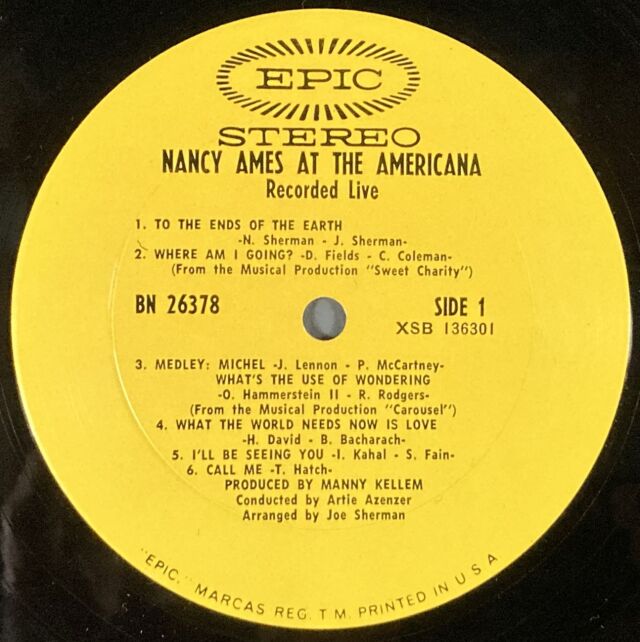 EPIC
STEREO
NANCY AMES AT THE AMERICANA
Recorded Live
1. TO THE ENDS OF THE EARTH
-N. Sherman - J. Sherman-
2. WHERE AM I GOING? -D. Fields - C. Coleman-
(From the Musical Production "Sweet Charity")
BN 26378
SIDE 1
XSB 136301
3. MEDLEY: MICHEL -J. Lennon - P. McCartney-
WHAT'S THE USE OF WONDERING
-O. Hammerstein II - R. Rodgers-
(From the Musical Production "Carousel")
4. WHAT THE WORLD NEEDS NOW IS LOVE
-H. David - B. Bacharach-
5. I'LL BE SEEING YOU -I. Kahal - S. Fain-
6. CALL ME -T. Hatch-
PRODUCED BY MANNY KELLEM
Conducted by Artie Azenzer
Arranged by Joe Sherman
"EPIC," MARCAS REG. T.M. PRINTED IN U S A